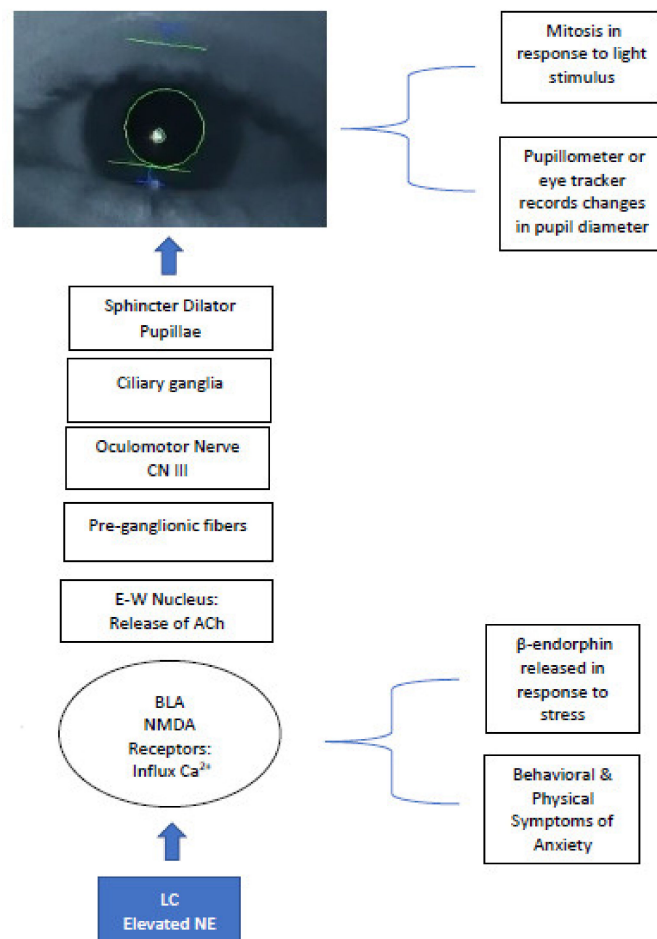 Mitosis in
response to light
stimulus
Pupillometer or
eye tracker
records changes
in pupil diameter
Sphincter Dilator
Pupillae
Ciliary ganglia
Oculomotor Nerve
CN III
Pre-ganglionic fibers
E-W Nucleus:
Release of ACh
BLA
NMDA
Receptors:
Influx Ca²⁺
β-endorphin
released in
response to
stress
Behavioral &
Physical
Symptoms of
Anxiety
LC
Elevated NE